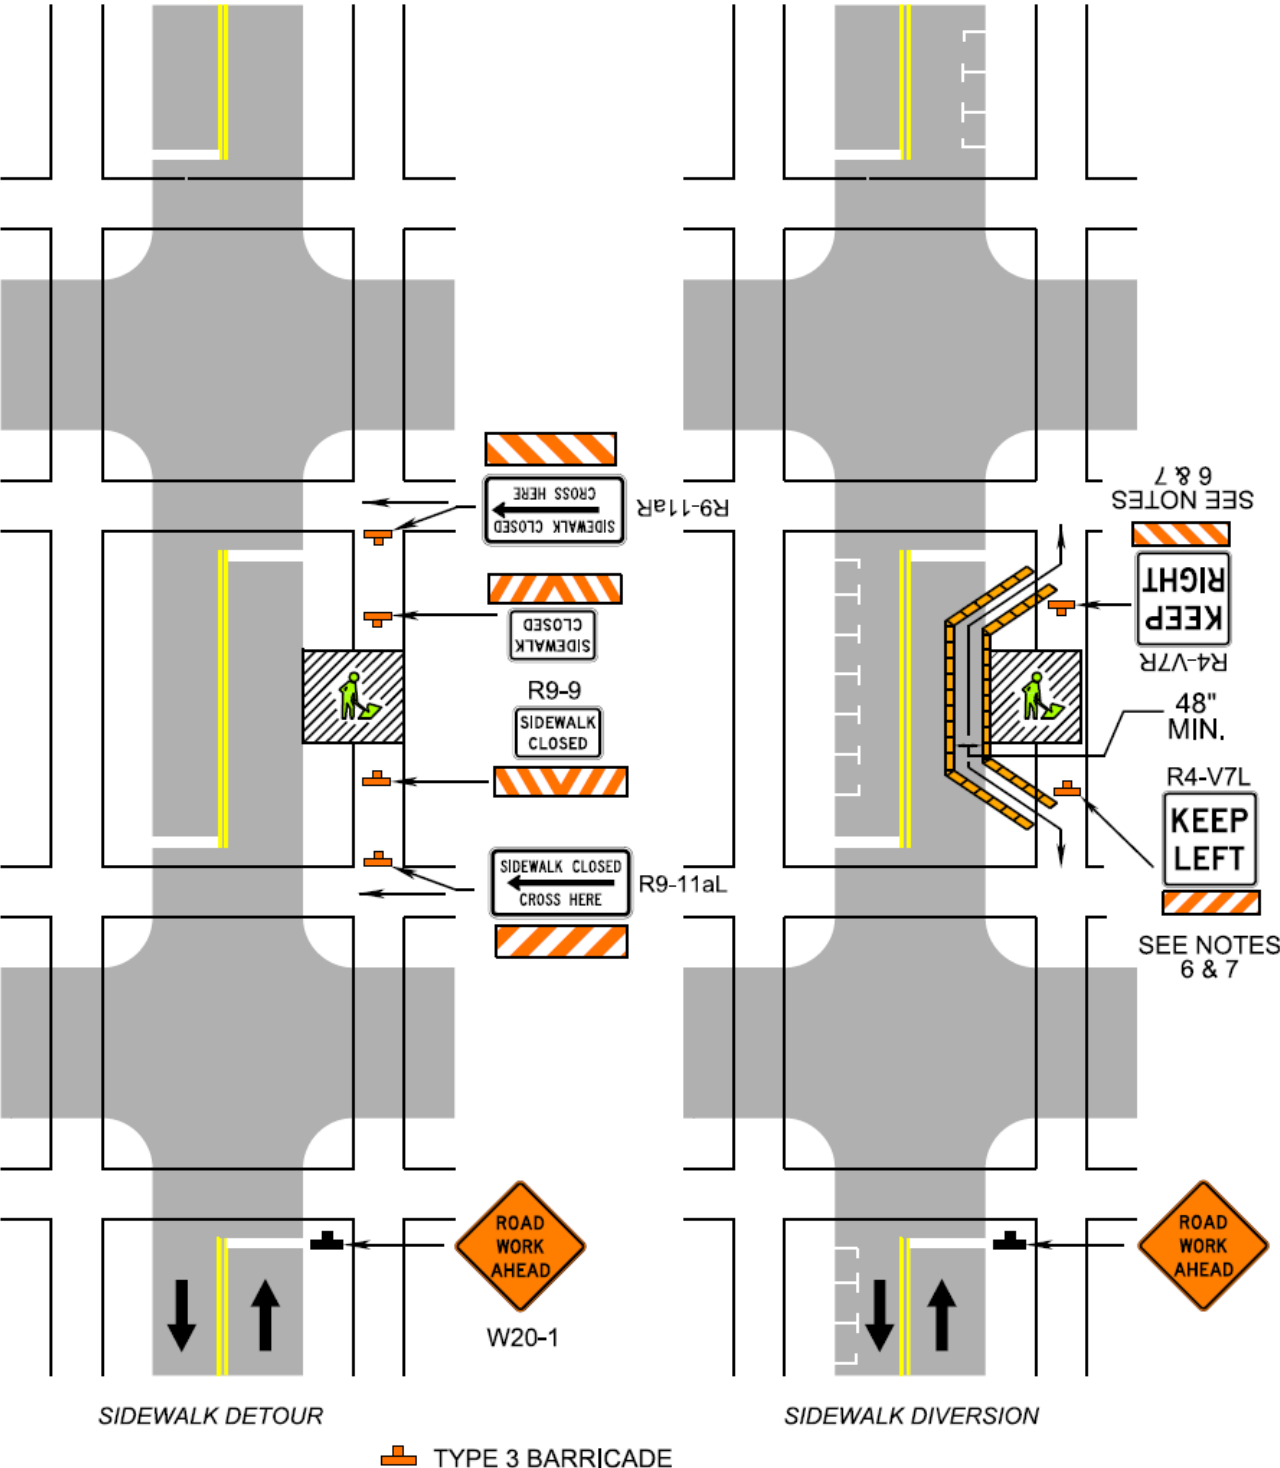 CROSS HERE
SIDEWALK CLOSED
R9-11aR
SIDEWALK
CLOSED
R9-9
SIDEWALK
CLOSED
SIDEWALK CLOSED
CROSS HERE
R9-11aL
ROAD
WORK
AHEAD
W20-1
SIDEWALK DETOUR
SEE NOTES
6 & 7
KEEP
RIGHT
R4-V7R
48"
MIN.
R4-V7L
KEEP
LEFT
SEE NOTES
6 & 7
ROAD
WORK
AHEAD
SIDEWALK DIVERSION
TYPE 3 BARRICADE